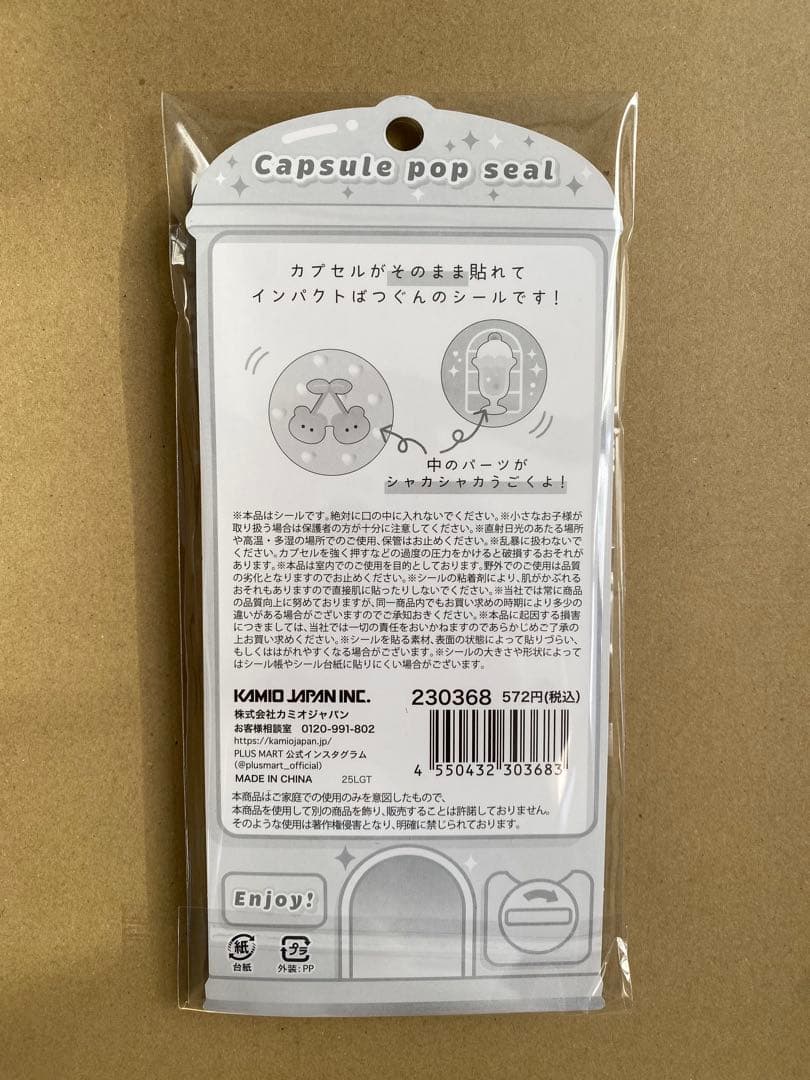 Capsule pop seal
カプセルがそのまま貼れて
インパクトばつぐんのシールです!
中のパーツが
シャカシャカうごくよ!
※本品はシールです。絶対に口の中に入れないでください。※小さなお子様が
取り扱う場合は保護者の方が十分に注意してください。※直射日光のあたる場所
や高温・多湿の場所でのご使用、保管はお止めください。※乱暴に扱わないで
ください。カプセルを強く押すなどの過度の圧力をかけると破損するおそれが
あります。※本品は室内でのご使用を目的としております。野外でのご使用は品質
の劣化となりますのでお止めください。※シールの粘着剤により、肌がかぶれる
おそれもありますので直接肌に貼ったりしないでください。※当社では常に商品
の品質向上に努めておりますが、同一商品内でもお買い求めの時期により多少の
違いがある場合がございますのでご承知おきください。※本品に起因する損害
につきましては、当社では一切の責任をおいかねますのであらかじめご了承の
上お買い求めください。※シールを貼る素材、表面の状態によって貼りづらい、
もしくははがれやすくなる場合がございます。※シールの大きさや形状によって
はシール帳やシール台紙に貼りにくい場合がございます。
KAMIO JAPAN INC.
株式会社カミオジャパン
お客様相談室 0120-991-802
https://kamiojapan.jp/
PLUS MART 公式インスタグラム
(@plusmart_official)
MADE IN CHINA 25LGT
230368 572円(税込)
4 550432 303683
本商品はご家庭での使用のみを意図したもので、
本商品を使用して別の商品を飾り、販売することは許諾しておりません。
そのような使用は著作権侵害となり、明確に禁じられております。
Enjoy!
紙
台紙
プラ
外装:PP